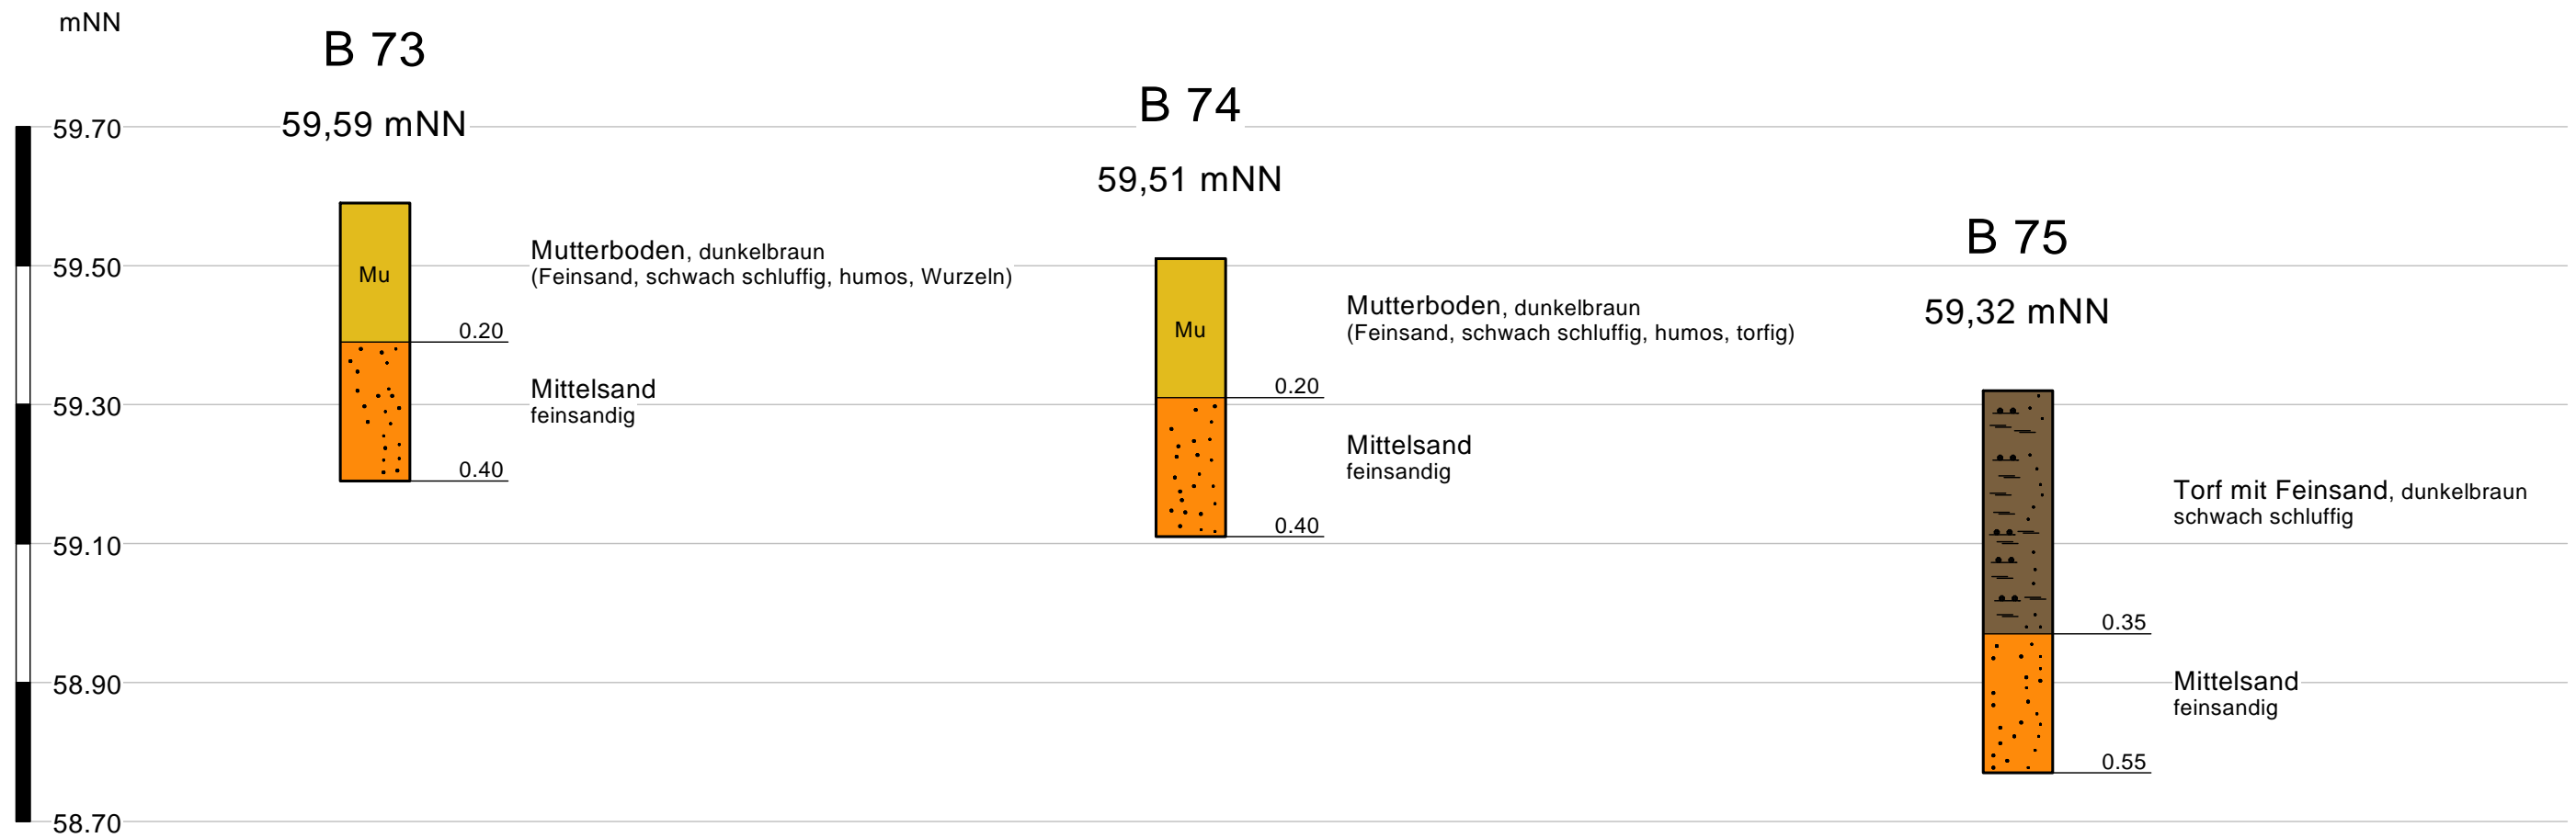 mNN
B 73
59,59 mNN
B 74
59,51 mNN
B 75
59,32 mNN
59.70
59.50
59.30
59.10
58.90
58.70
Mu
0.20
0.40
Mutterboden, dunkelbraun
(Feinsand, schwach schluffig, humos, Wurzeln)
Mittelsand
feinsandig
Mu
0.20
0.40
Mutterboden, dunkelbraun
(Feinsand, schwach schluffig, humos, torfig)
Mittelsand
feinsandig
0.35
0.55
Torf mit Feinsand, dunkelbraun
schwach schluffig
Mittelsand
feinsandig